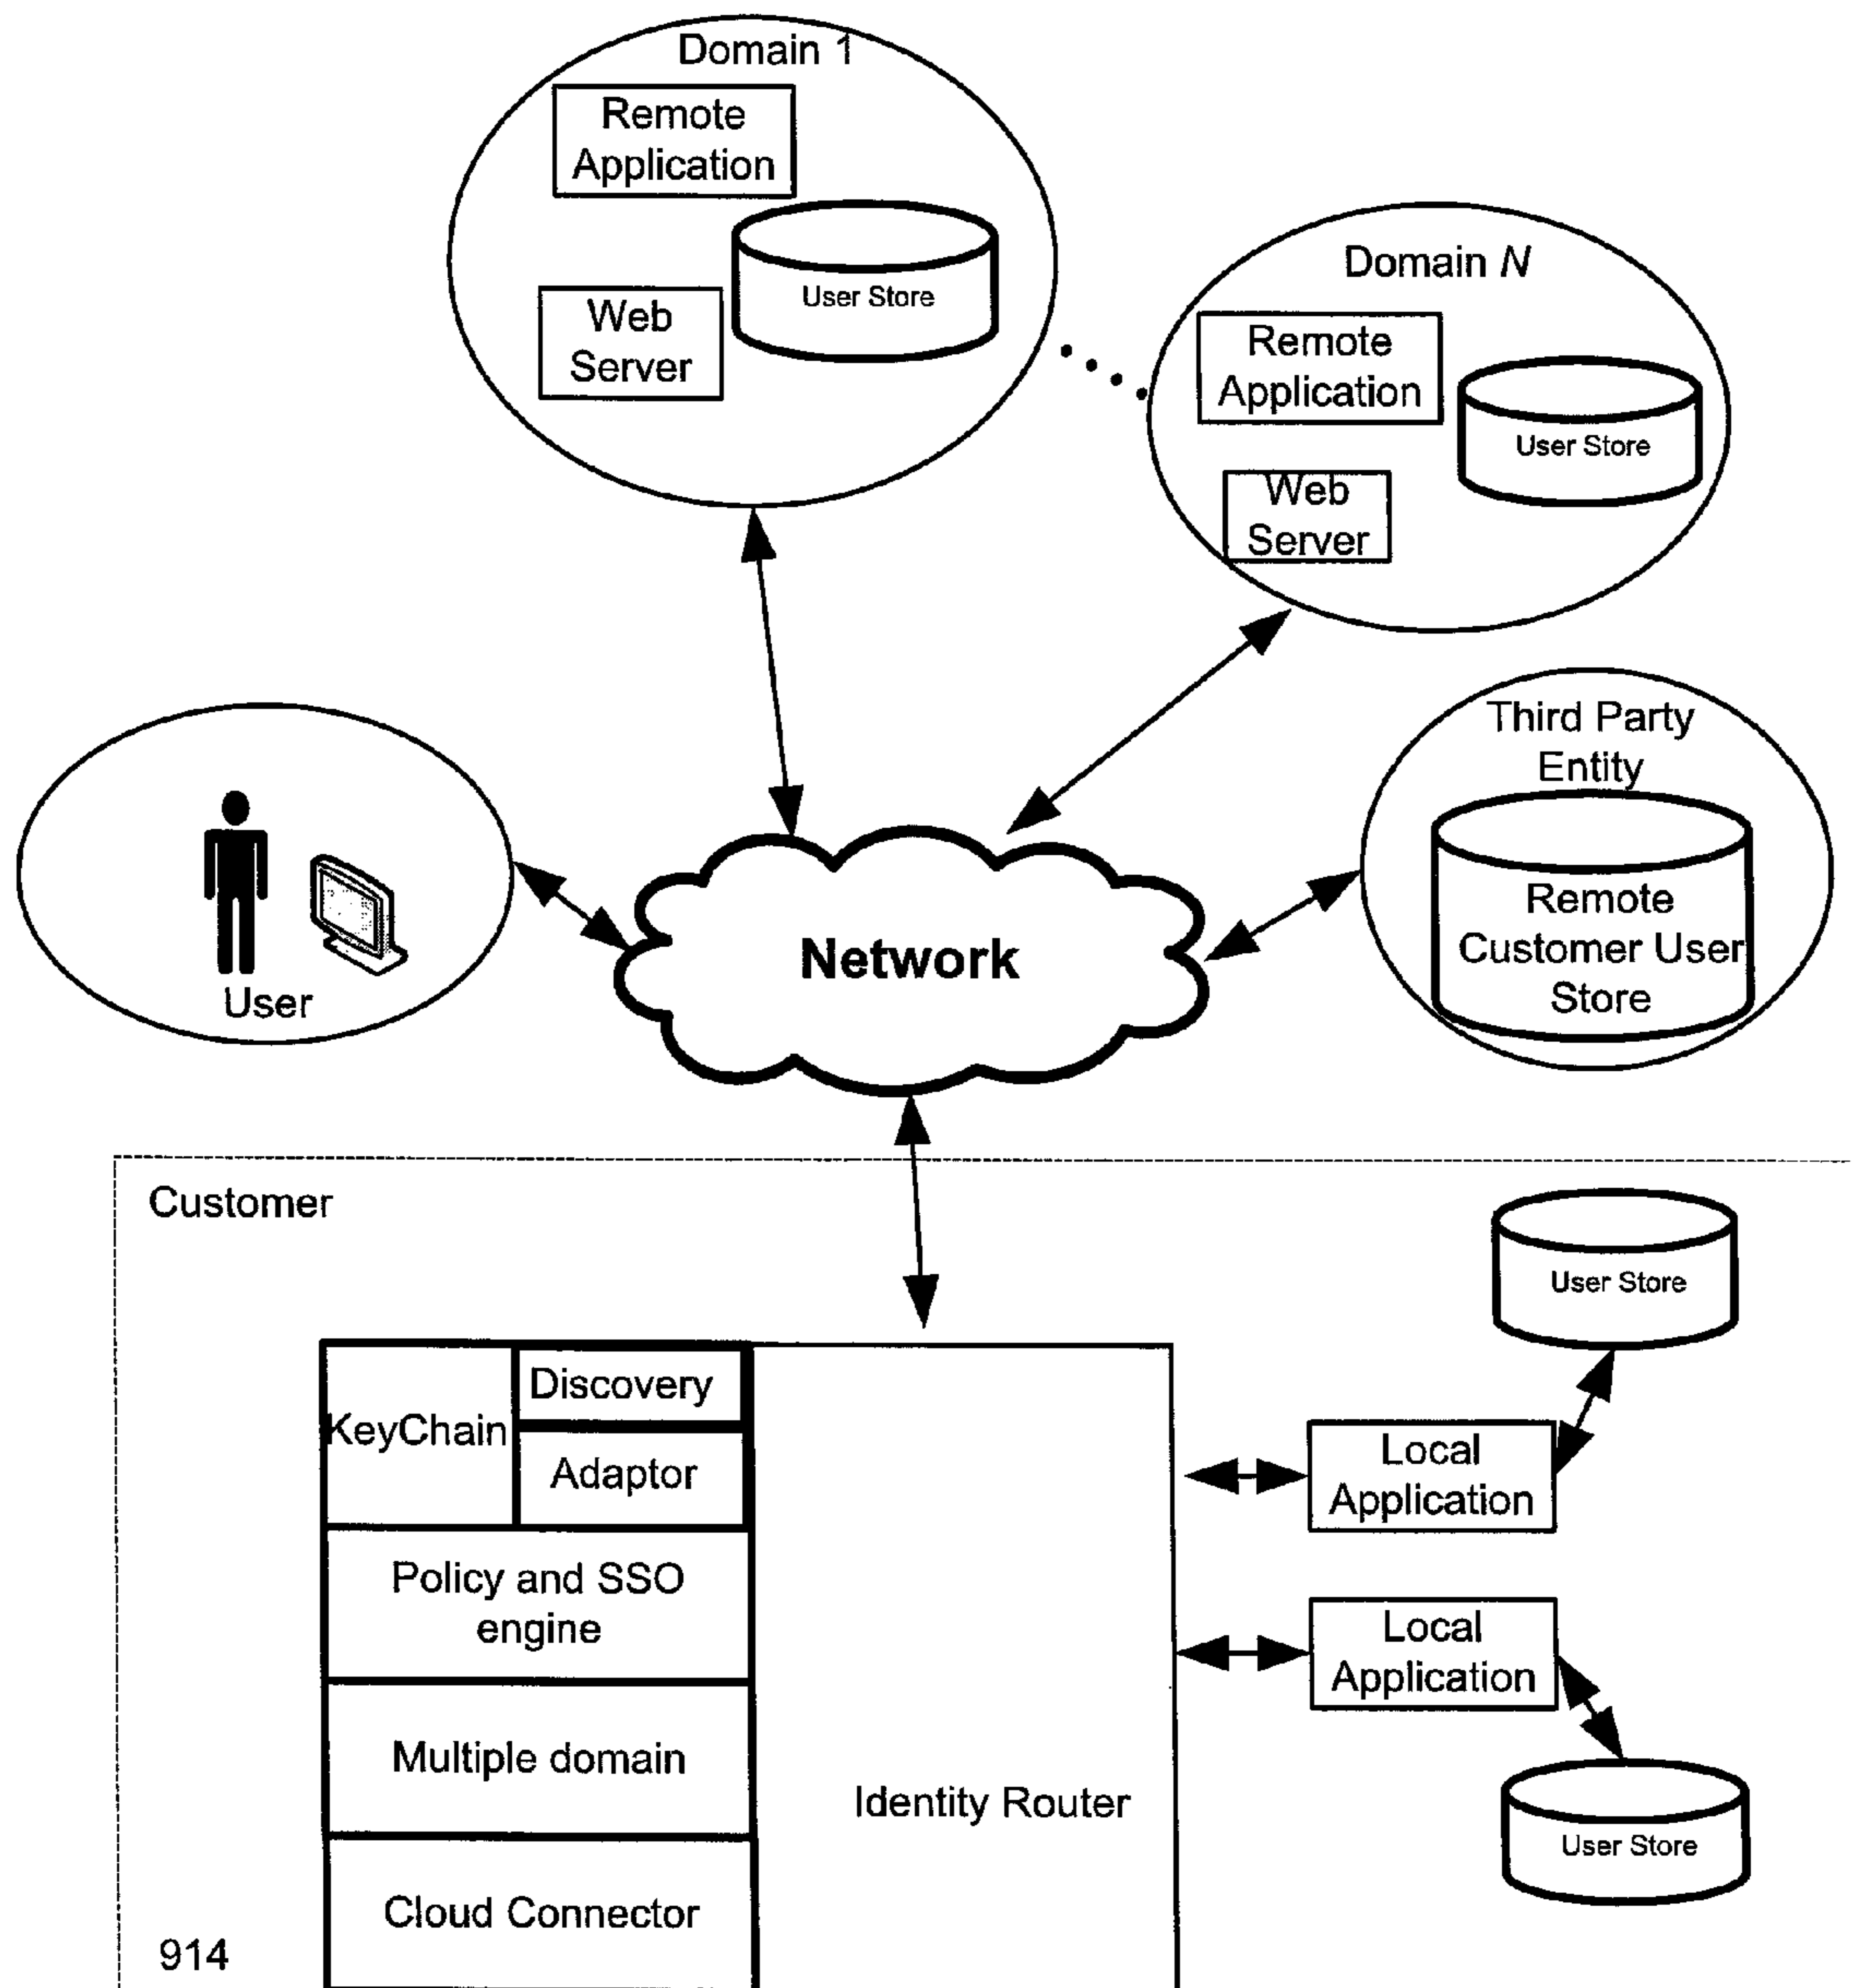 Domain 1
Remote
Application
User Store
Web
Server
Domain N
Remote
Application
User Store
Web
Server
Third Party
Entity
Remote
Customer User
Store
User
Network
Customer
User Store
Discovery
KeyChain
Adaptor
Local
Application
Policy and SSO
engine
Local
Application
Multiple domain
Identity Router
User Store
Cloud Connector
914